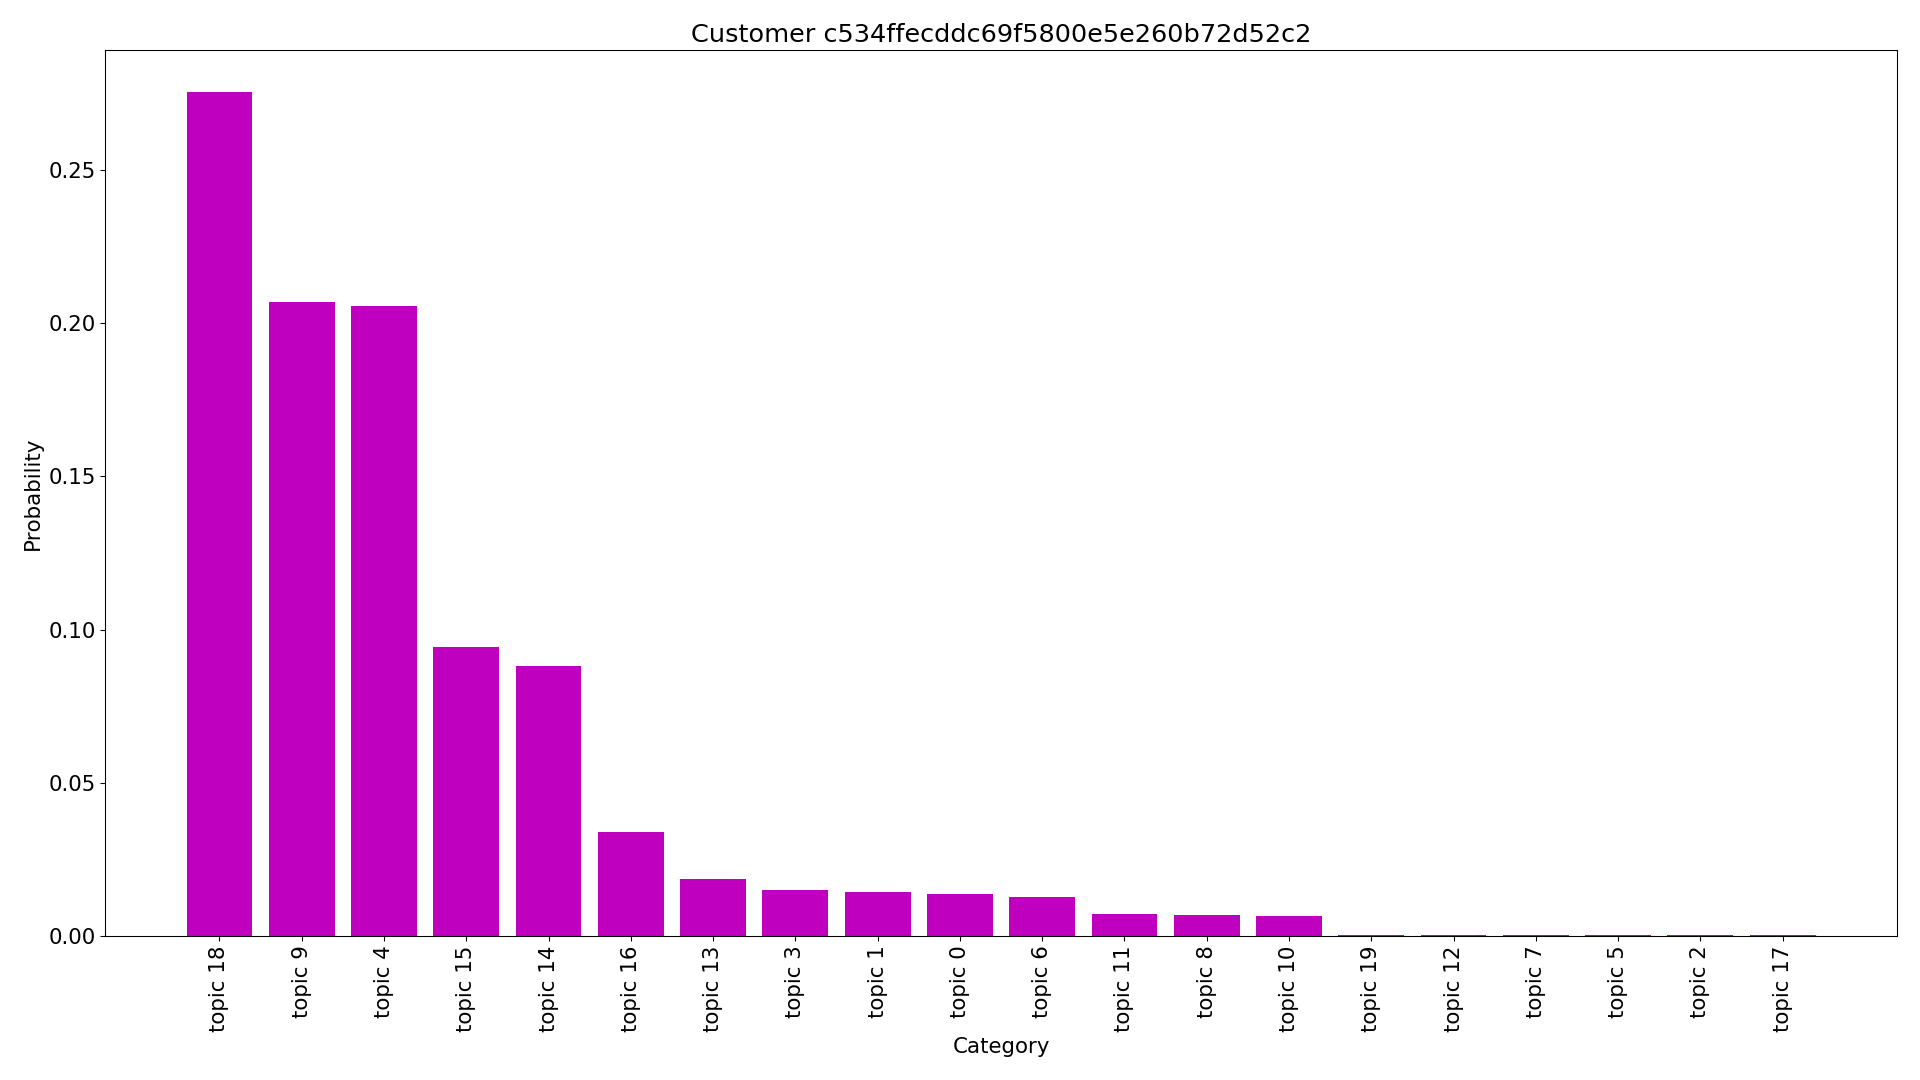 Customer c534ffecddc69f5800e5e260b72d52c2
Probability
0.25
0.20
0.15
0.10
0.05
0.00
topic 18
topic 9
topic 4
topic 15
topic 14
topic 16
topic 13
topic 3
topic 1
topic 0
topic 6
topic 11
topic 8
topic 10
topic 19
topic 12
topic 7
topic 5
topic 2
topic 17
Category